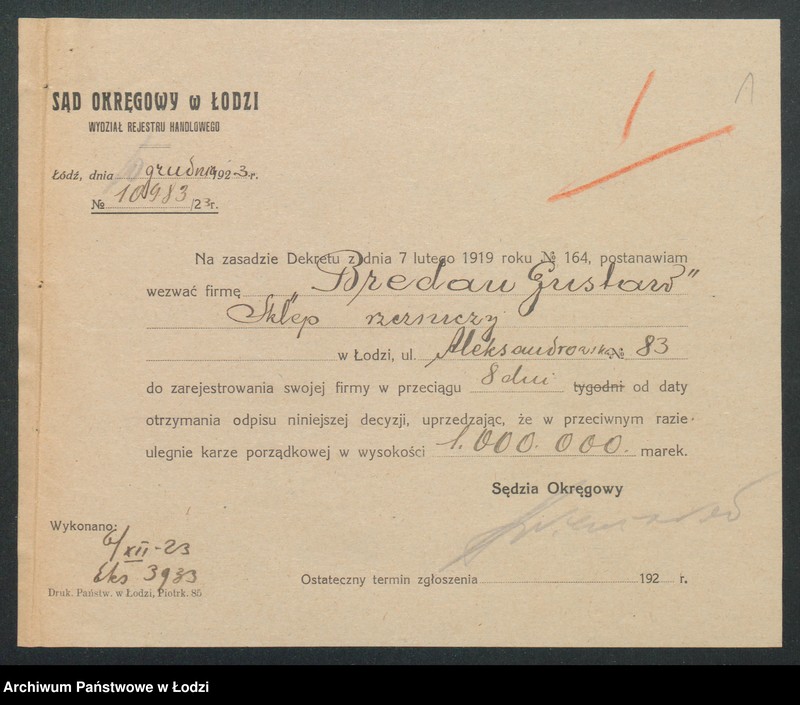 1
SĄD OKRĘGOWY w ŁODZI
WYDZIAŁ REJESTRU HANDLOWEGO
Łódź, dnia grudnia 1923 r.
№ 10983/23 r.
Na zasadzie Dekretu z dnia 7 lutego 1919 roku № 164, postanawiam
wezwać firmę „Bredau Gustaw”
Sklep rzeźniczy
w Łodzi, ul. Aleksandrowska № 83
do zarejestrowania swojej firmy w przeciągu 8 dni tygodni od daty
otrzymania odpisu niniejszej decyzji, uprzedzając, że w przeciwnym razie
ulegnie karze porządkowej w wysokości 1.000.000. marek.
Sędzia Okręgowy
Wykonano:
6/XII-23
Eks 3933
Ostateczny termin zgłoszenia 192 r.
Druk. Państw. w Łodzi, Piotrk. 85
Archiwum Państwowe w Łodzi